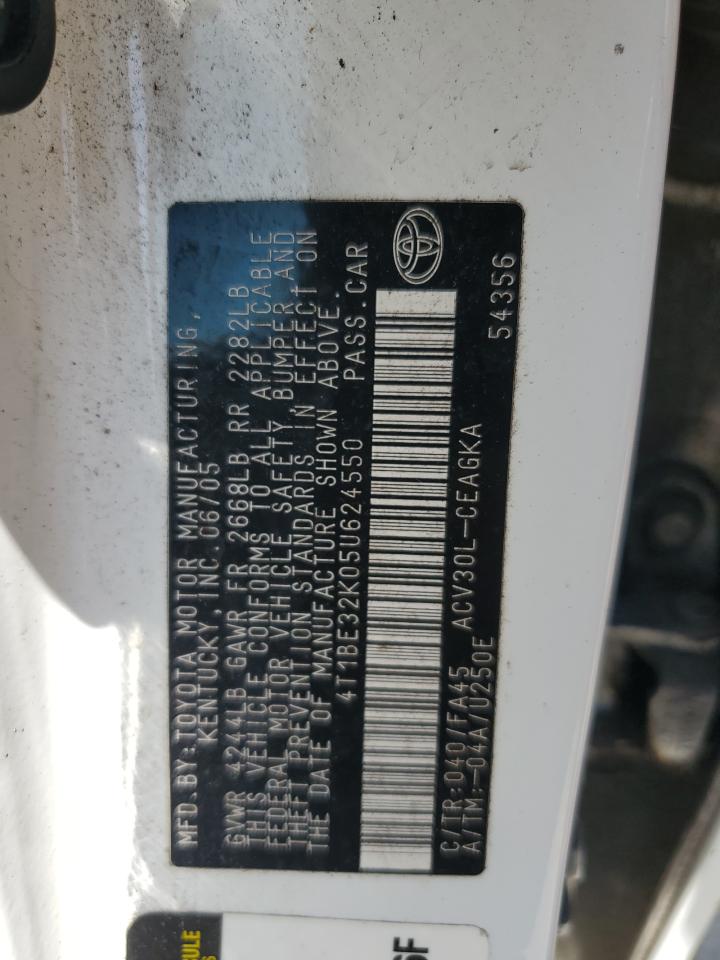 MFD.BY:TOYOTA MOTOR MANUFACTURING,
KENTUCKY,INC.06/05
GVWR 4244LB GAWR FR 2668LB RR 2282LB
THIS VEHICLE CONFORMS TO ALL APPLICABLE
FEDERAL MOTOR VEHICLE SAFETY BUMPER AND
THEFT PREVENTION STANDARDS IN EFFECT ON
THE DATE OF MANUFACTURE SHOWN ABOVE.
4T1BE32K05U624550 PASS.CAR
C/TR:040/FA45 ACV30L-CEAGKA
A/TM:-04A/U250E
54356